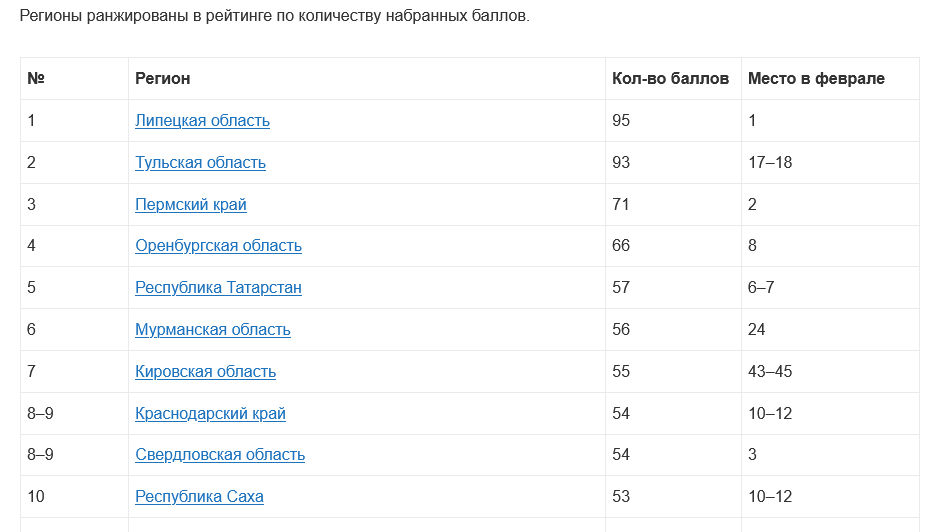 Регионы ранжированы в рейтинге по количеству набранных баллов.
№ Регион Кол-во баллов Место в феврале
1 Липецкая область 95 1
2 Тульская область 93 17–18
3 Пермский край 71 2
4 Оренбургская область 66 8
5 Республика Татарстан 57 6–7
6 Мурманская область 56 24
7 Кировская область 55 43–45
8–9 Краснодарский край 54 10–12
8–9 Свердловская область 54 3
10 Республика Саха 53 10–12